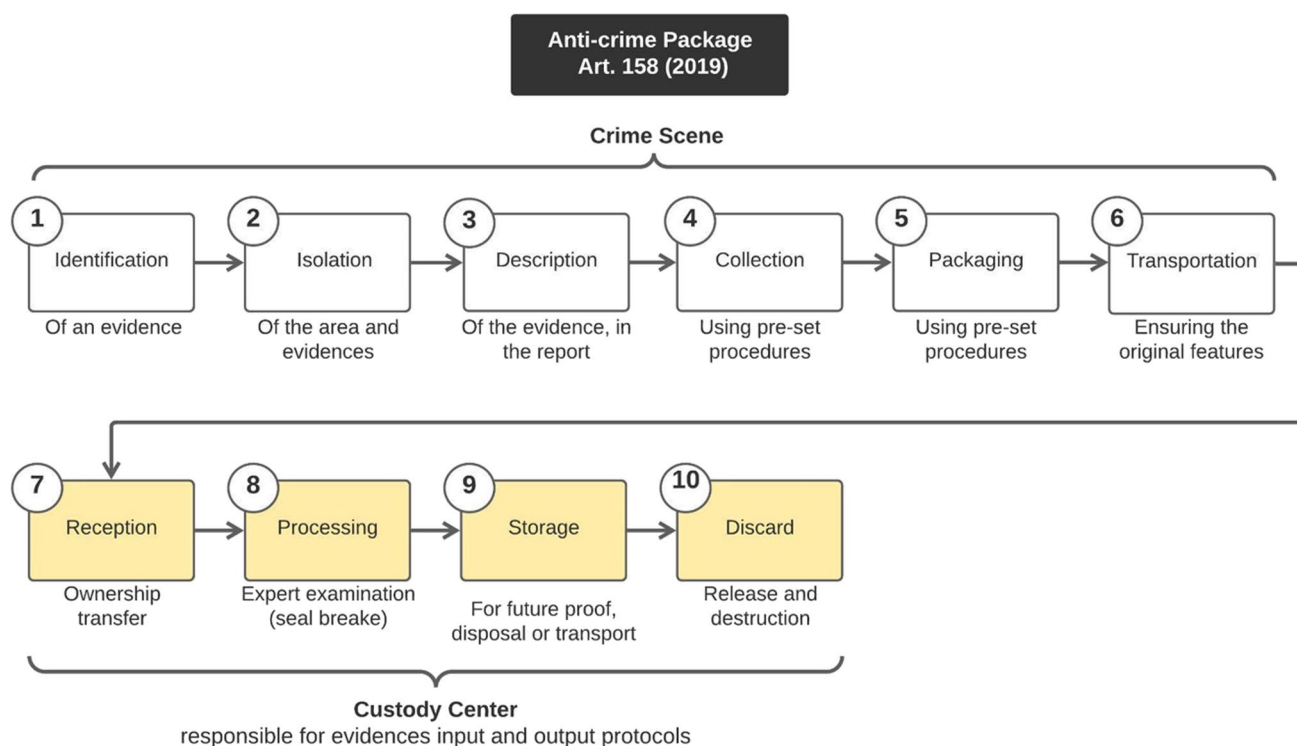 Anti-crime Package
Art. 158 (2019)
Crime Scene
1
Identification
Of an evidence
2
Isolation
Of the area and
evidences
3
Description
Of the evidence, in
the report
4
Collection
Using pre-set
procedures
5
Packaging
Using pre-set
procedures
6
Transportation
Ensuring the
original features
7
Reception
Ownership
transfer
8
Processing
Expert examination
(seal breake)
9
Storage
For future proof,
disposal or transport
10
Discard
Release and
destruction
Custody Center
responsible for evidences input and output protocols